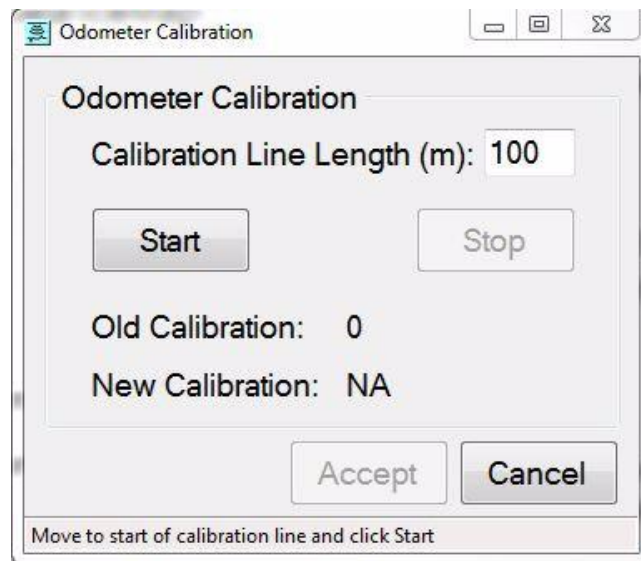 Odometer Calibration
Odometer Calibration
Calibration Line Length (m): 100
Start Stop
Old Calibration: 0
New Calibration: NA
Accept Cancel
Move to start of calibration line and click Start